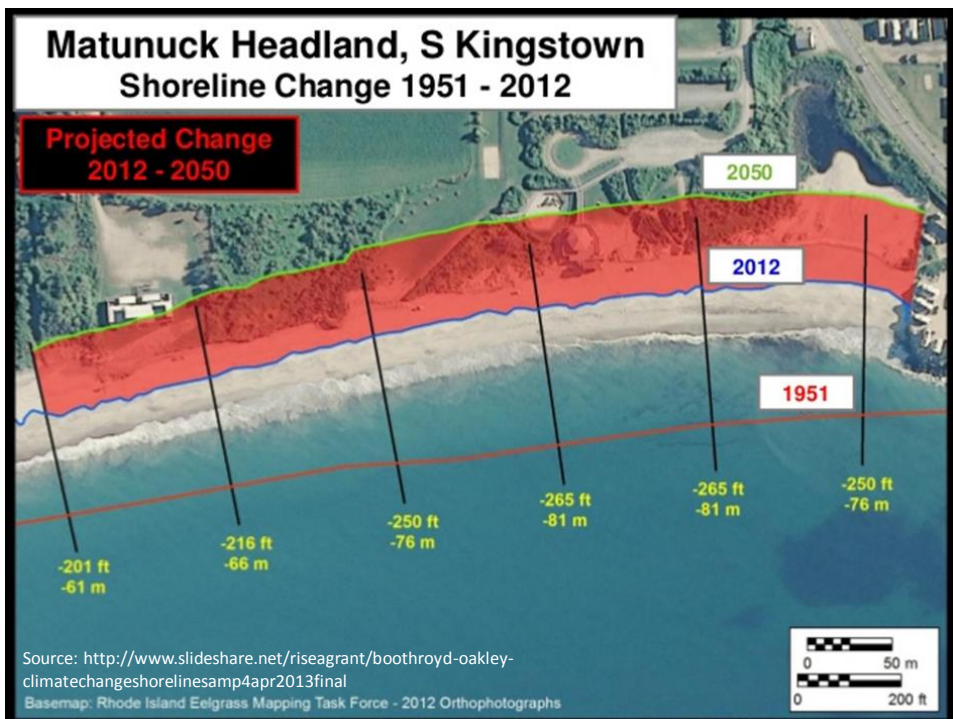 Matunuck Headland, S Kingstown
Shoreline Change 1951 - 2012
Projected Change
2012 - 2050
2050
2012
1951
-201 ft
-61 m
-216 ft
-66 m
-250 ft
-76 m
-265 ft
-81 m
-265 ft
-81 m
-250 ft
-76 m
Source: http://www.slideshare.net/riseagrant/boothroyd-oakley-
climatechangeshorelinesamp4apr2013final
Basemap: Rhode Island Eelgrass Mapping Task Force - 2012 Orthophotographs
0 50 m
0 200 ft